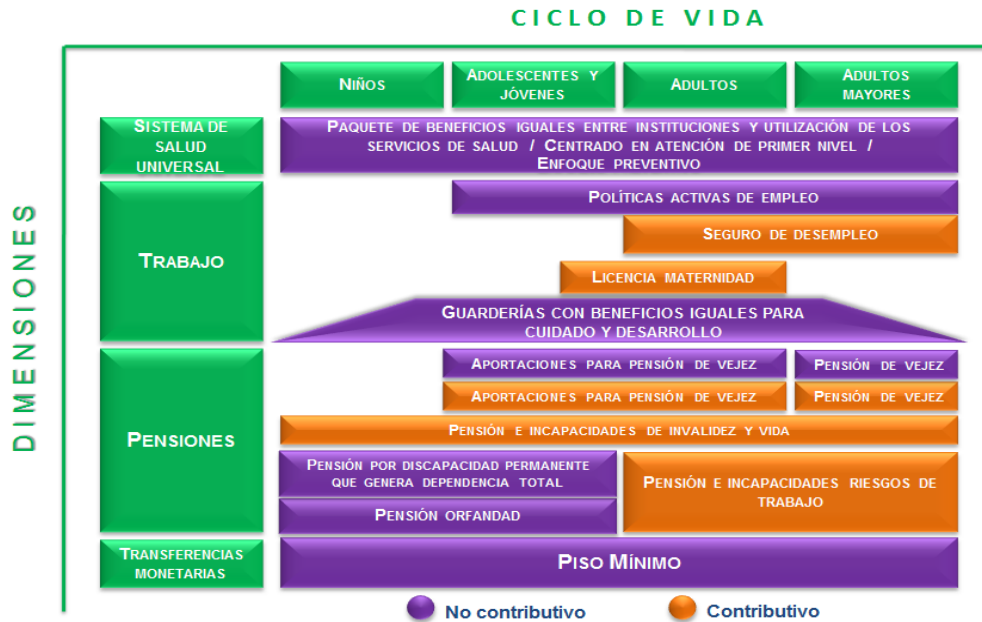 CICLO DE VIDA
DIMENSIONES
NIÑOS
ADOLESCENTES Y
JÓVENES
ADULTOS
ADULTOS
MAYORES
SISTEMA DE
SALUD
UNIVERSAL
PAQUETE DE BENEFICIOS IGUALES ENTRE INSTITUCIONES Y UTILIZACIÓN DE LOS
SERVICIOS DE SALUD / CENTRADO EN ATENCIÓN DE PRIMER NIVEL /
ENFOQUE PREVENTIVO
TRABAJO
POLÍTICAS ACTIVAS DE EMPLEO
SEGURO DE DESEMPLEO
LICENCIA MATERNIDAD
GUARDERÍAS CON BENEFICIOS IGUALES PARA
CUIDADO Y DESARROLLO
PENSIONES
APORTACIONES PARA PENSIÓN DE VEJEZ
PENSIÓN DE VEJEZ
APORTACIONES PARA PENSIÓN DE VEJEZ
PENSIÓN DE VEJEZ
PENSIÓN E INCAPACIDADES DE INVALIDEZ Y VIDA
PENSIÓN POR DISCAPACIDAD PERMANENTE
QUE GENERA DEPENDENCIA TOTAL
PENSIÓN E INCAPACIDADES RIESGOS DE
TRABAJO
PENSIÓN ORFANDAD
TRANSFERENCIAS
MONETARIAS
PISO MÍNIMO
No contributivo
Contributivo